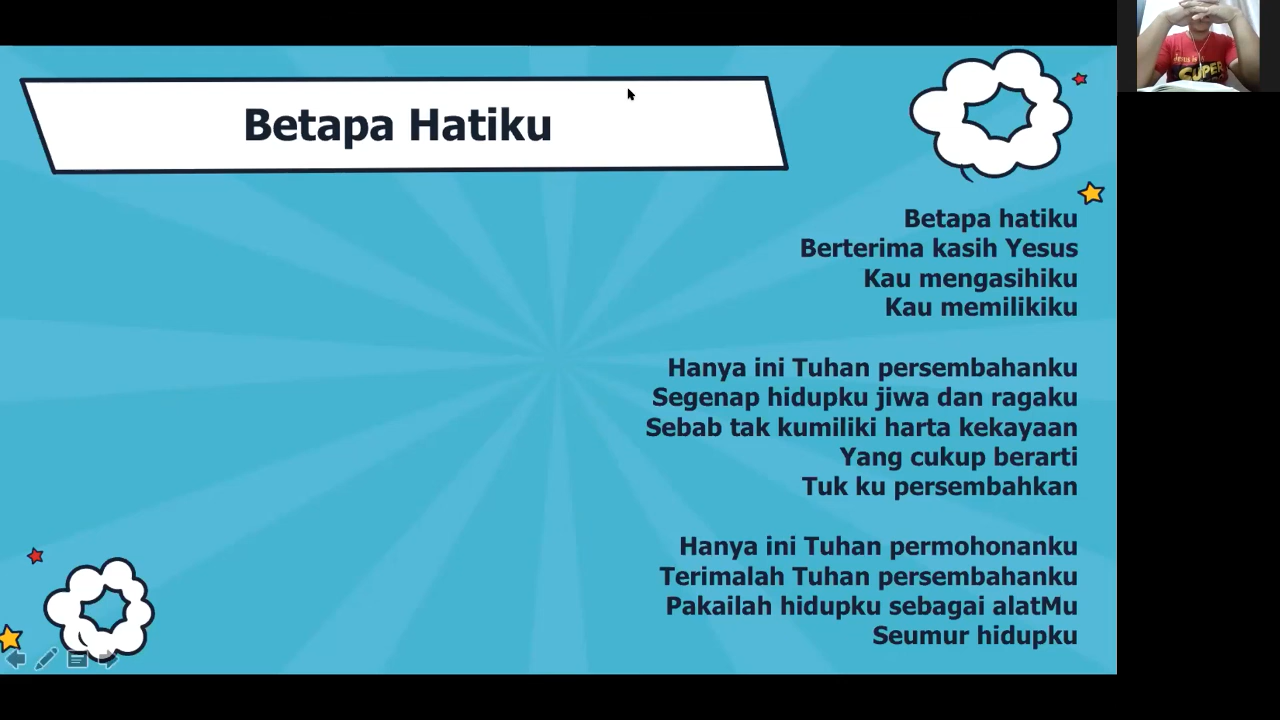 Betapa Hatiku
Betapa hatiku
Berterima kasih Yesus
Kau mengasihiku
Kau memilikiku
Hanya ini Tuhan persembahanku
Segenap hidupku jiwa dan ragaku
Sebab tak kumiliki harta kekayaan
Yang cukup berarti
Tuk ku persembahkan
Hanya ini Tuhan permohonanku
Terimalah Tuhan persembahanku
Pakailah hidupku sebagai alatMu
Seumur hidupku
SUPER